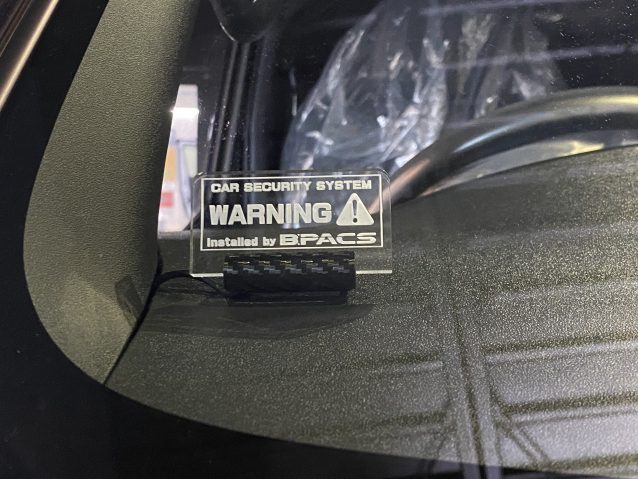 CAR SECURITY SYSTEM
WARNING
Installed by B.PACS